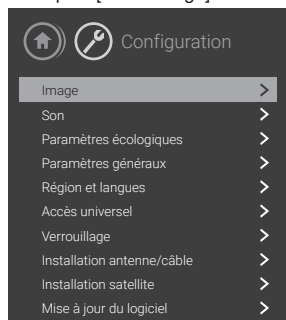 Configuration
Image
Son
Paramètres écologiques
Paramètres généraux
Région et langues
Accès universel
Verrouillage
Installation antenne/câble
Installation satellite
Mise à jour du logiciel